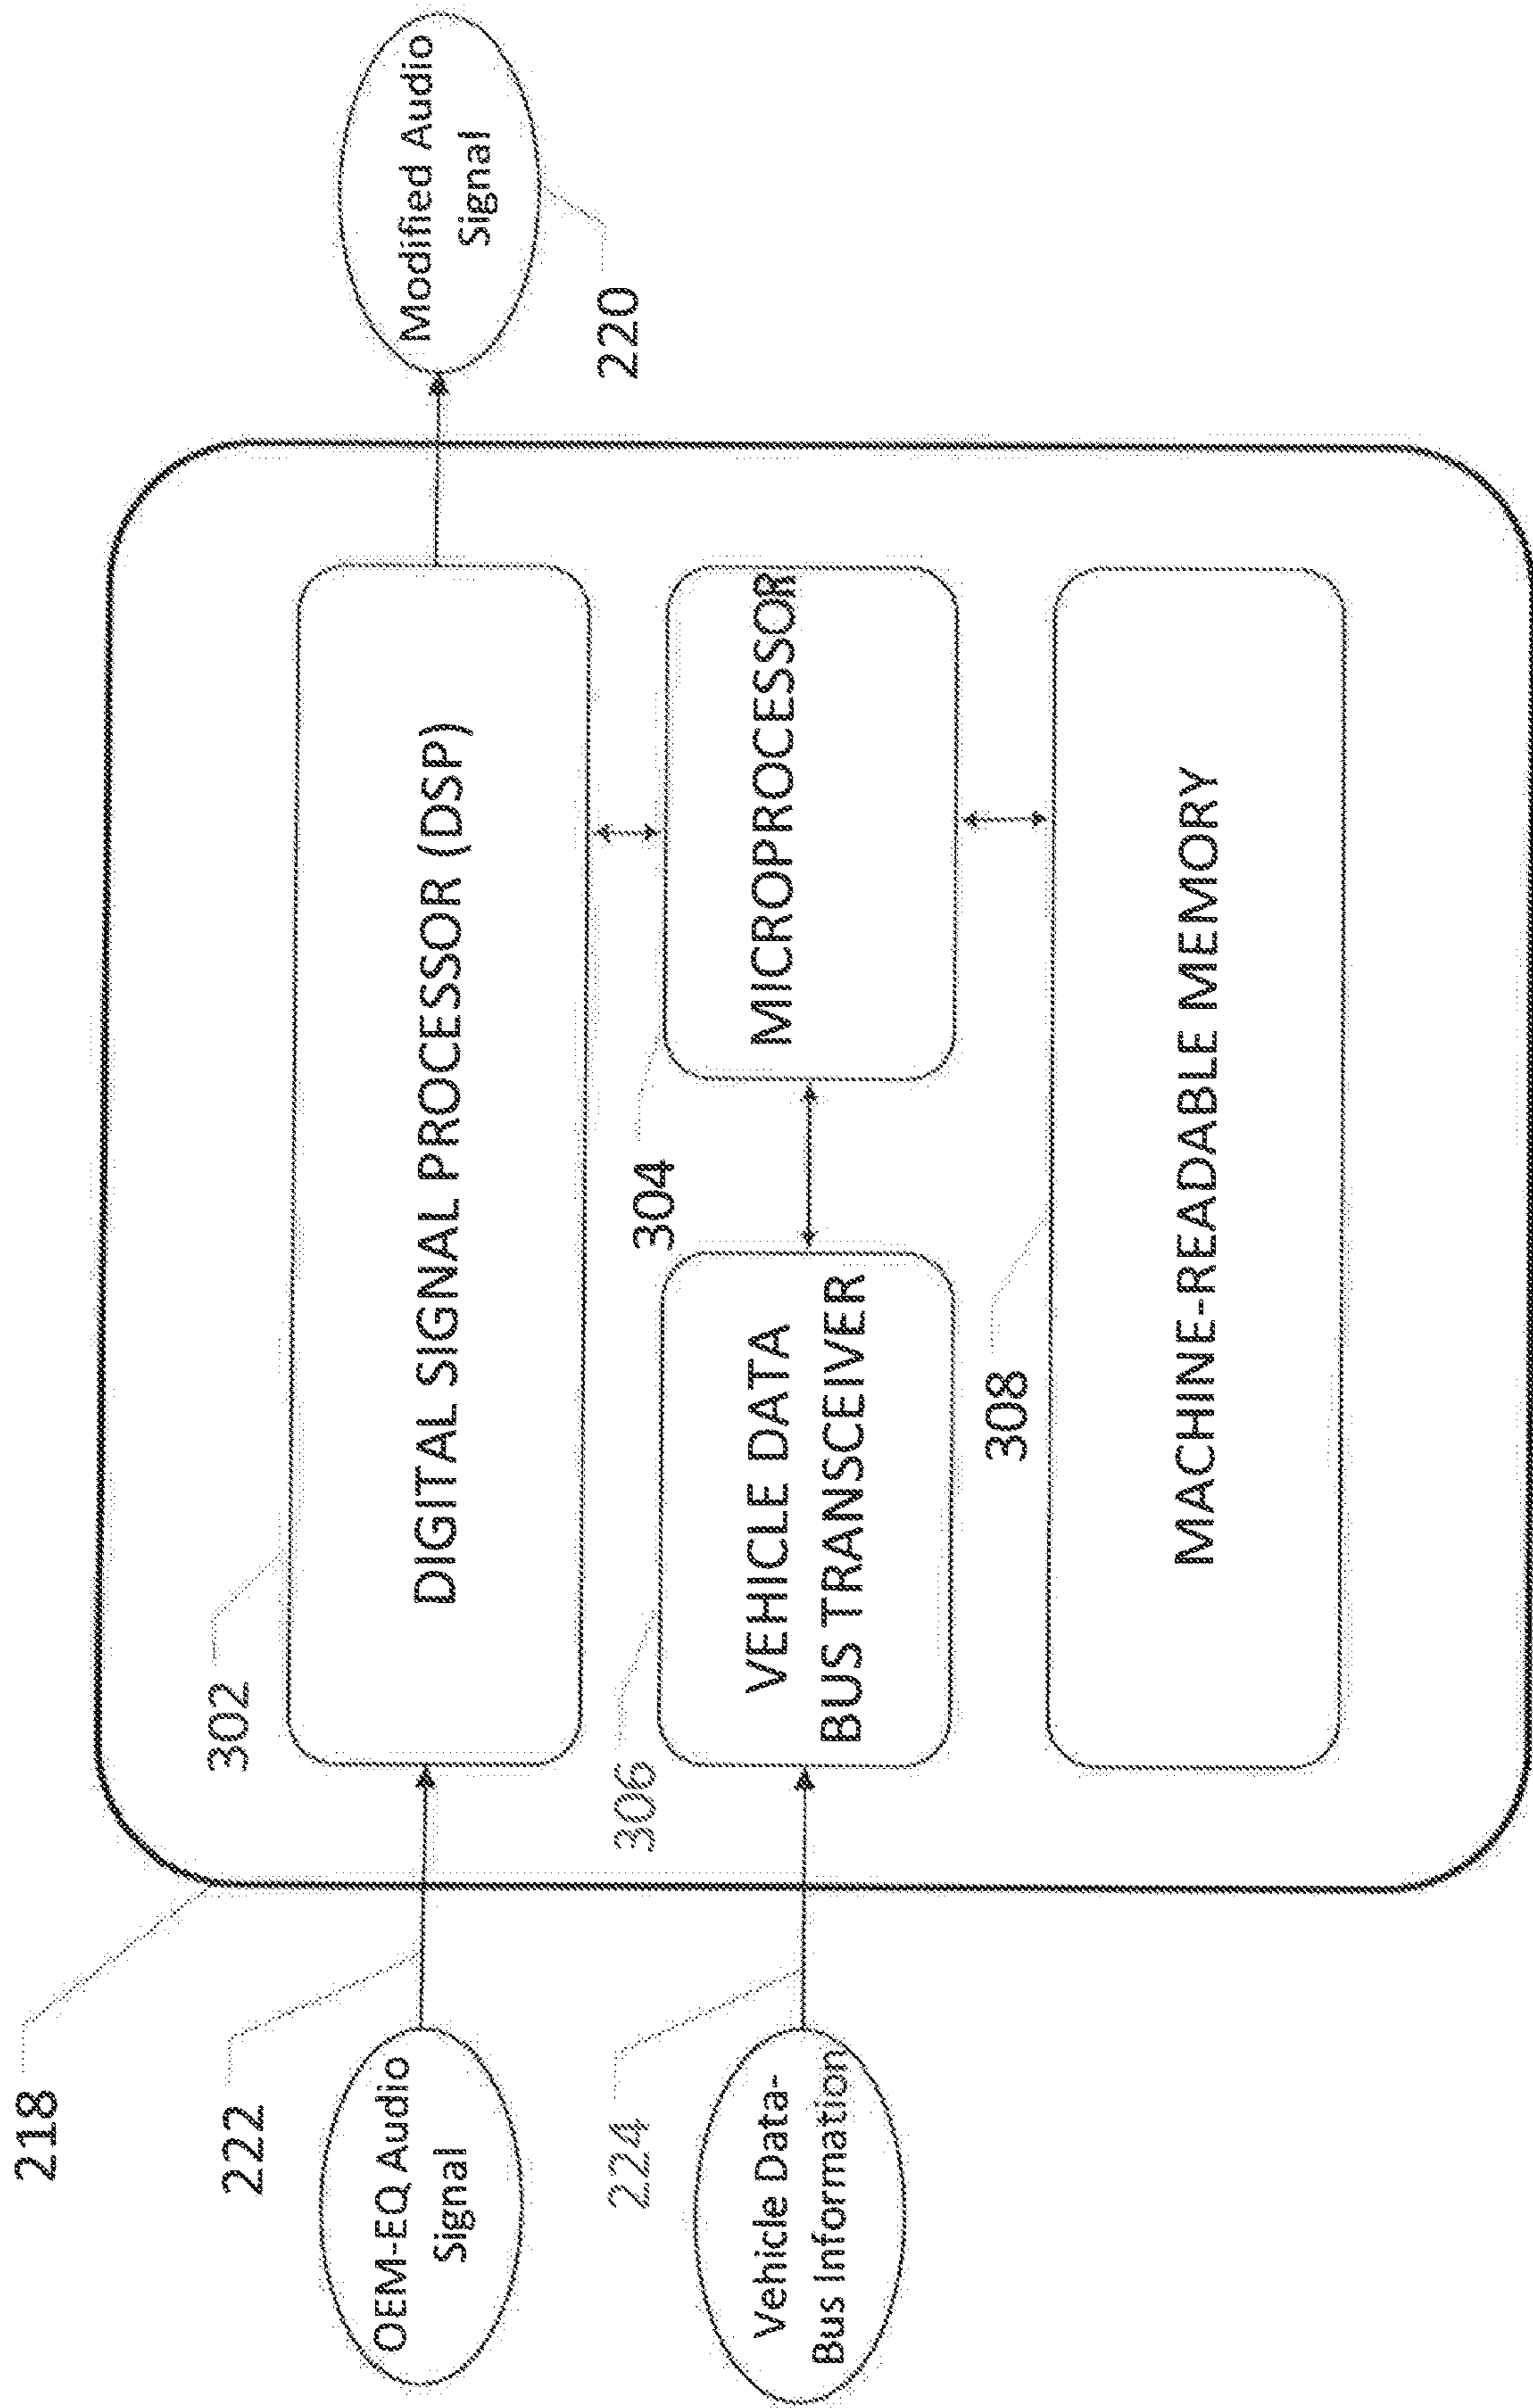 218
222
OEM-EQ Audio
Signal
224
Vehicle Data-
Bus Information
302
DIGITAL SIGNAL PROCESSOR (DSP)
306
VEHICLE DATA
BUS TRANSCEIVER
304
MICROPROCESSOR
308
MACHINE-READABLE MEMORY
Modified Audio
Signal
220